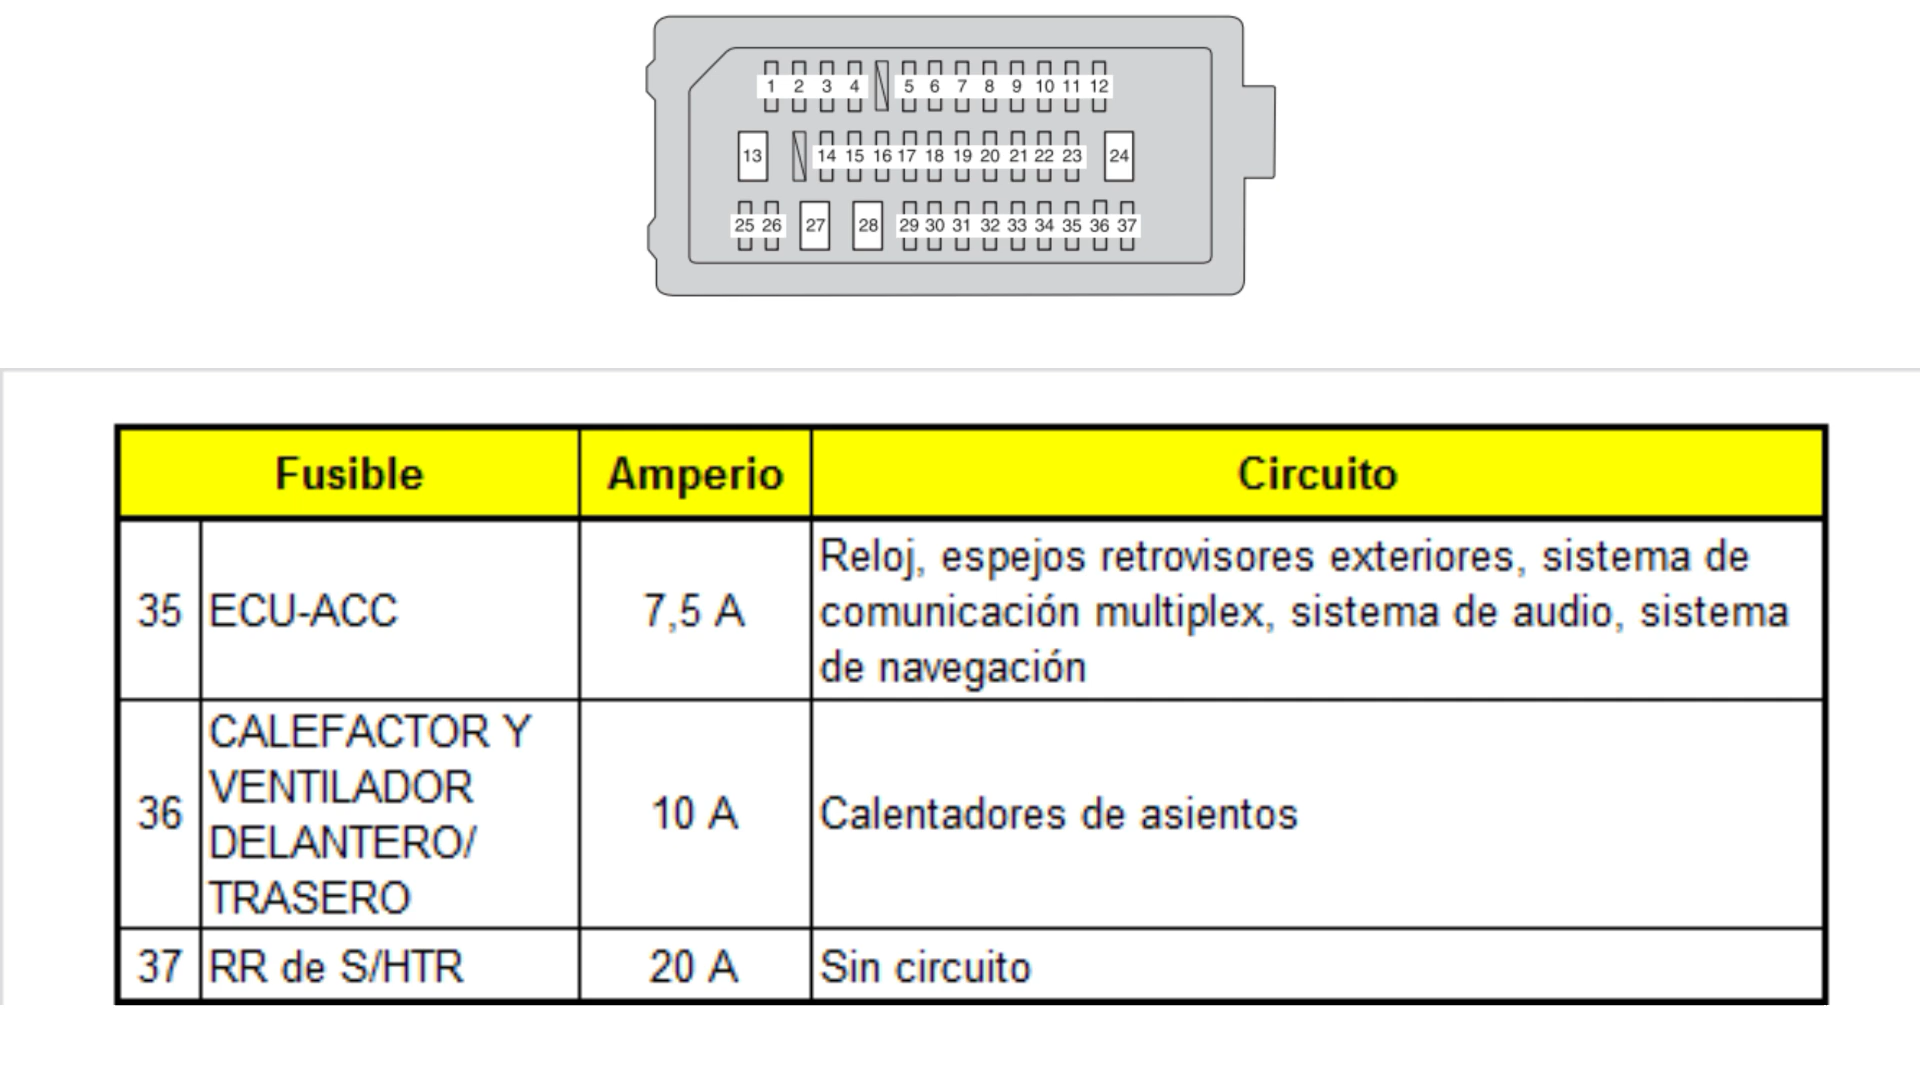 1 2 3 4 5 6 7 8 9 10 11 12
13 14 15 16 17 18 19 20 21 22 23 24
25 26 27 28 29 30 31 32 33 34 35 36 37
Fusible Amperio Circuito
35 ECU-ACC 7,5 A Reloj, espejos retrovisores exteriores, sistema de
comunicación multiplex, sistema de audio, sistema
de navegación
36 CALEFACTOR Y
VENTILADOR
DELANTERO/
TRASERO
10 A Calentadores de asientos
37 RR de S/HTR 20 A Sin circuito